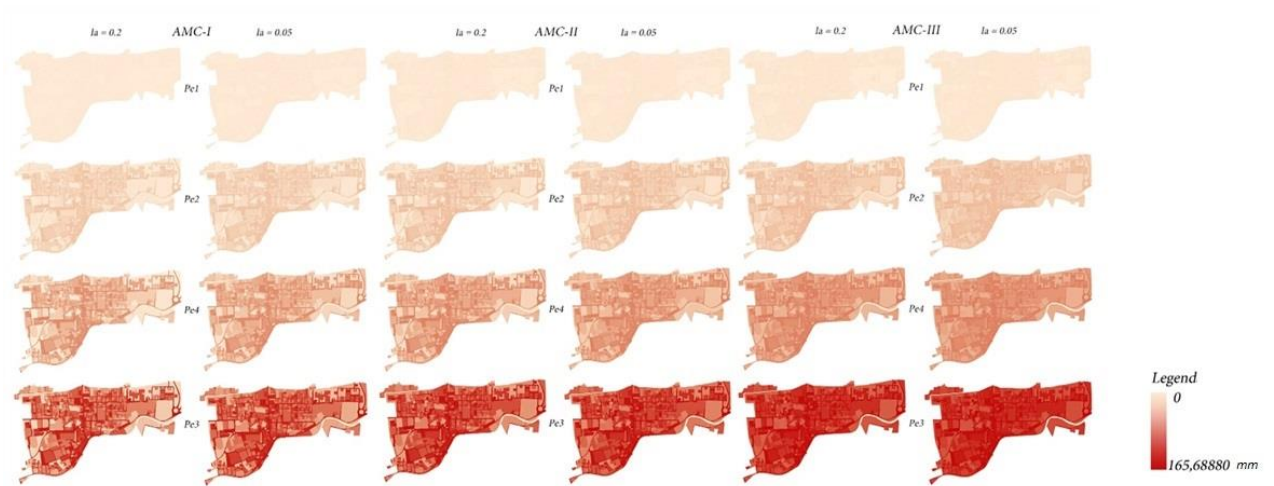 Ia = 0.2 AMC-I Ia = 0.05 Ia = 0.2 AMC-II Ia = 0.05 Ia = 0.2 AMC-III Ia = 0.05
Pe1 Pe1 Pe1
Pe2 Pe2 Pe2
Pe4 Pe4 Pe4
Pe3 Pe3 Pe3
Legend
0
165,68880 mm